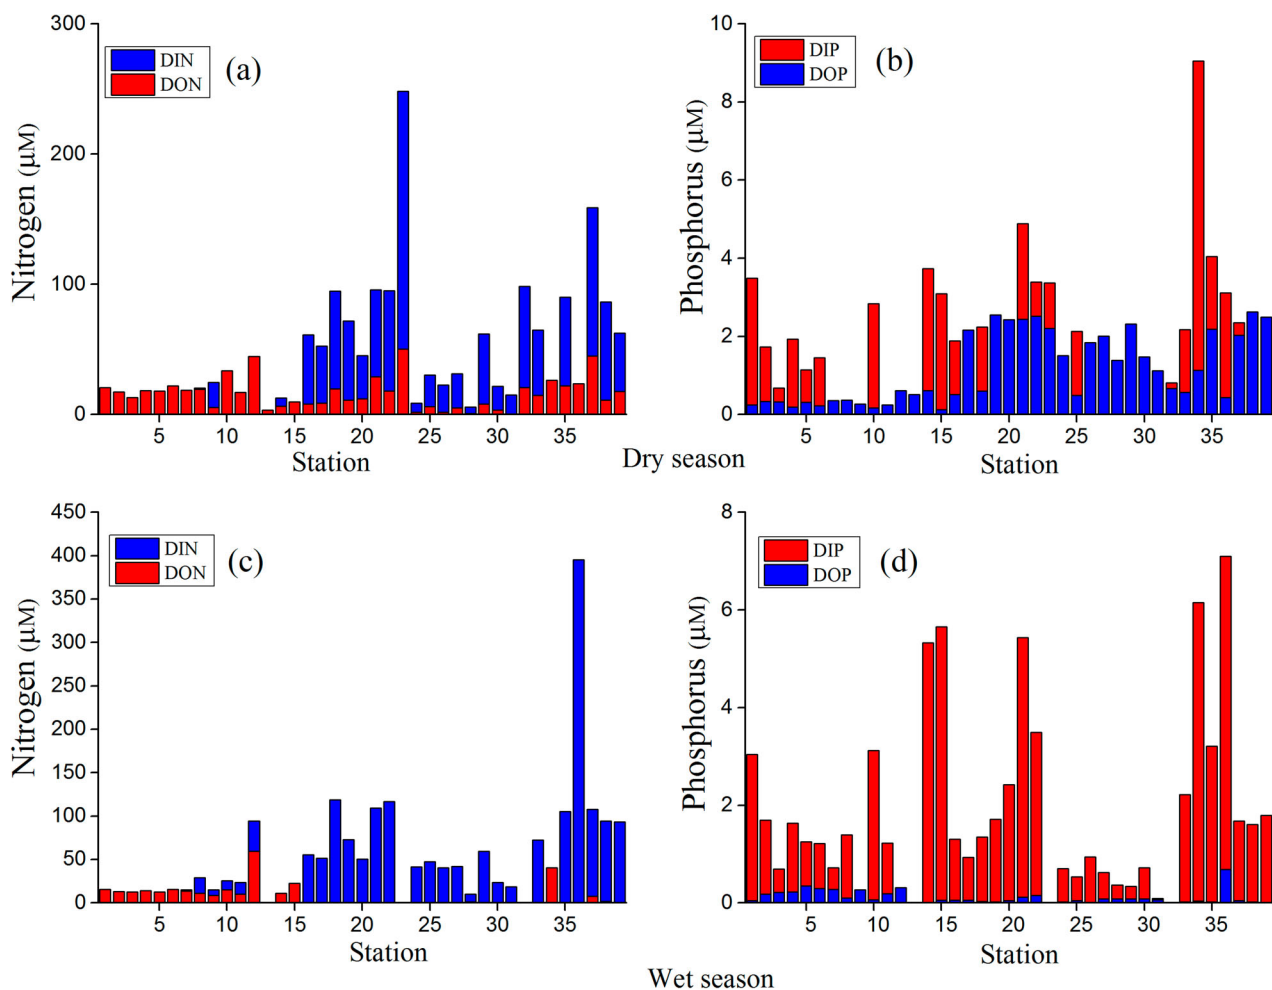 300
200
100
0
Nitrogen (μM)
DIN
DON
(a)
5 10 15 20 25 30 35
Station
10
8
6
4
2
0
Phosphorus (μM)
DIP
DOP
(b)
5 10 15 20 25 30 35
Station
Dry season
450
400
350
300
250
200
150
100
50
0
Nitrogen (μM)
DIN
DON
(c)
5 10 15 20 25 30 35
Station
8
6
4
2
0
Phosphorus (μM)
DIP
DOP
(d)
5 10 15 20 25 30 35
Station
Wet season